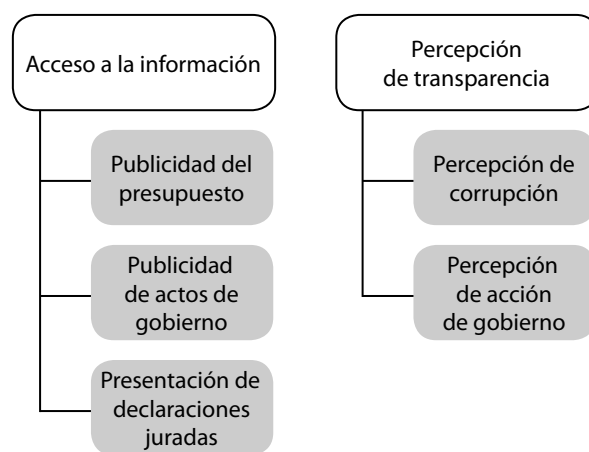 Acceso a la información
Publicidad del
presupuesto
Publicidad
de actos de
gobierno
Presentación de
declaraciones
juradas
Percepción
de transparencia
Percepción de
corrupción
Percepción
de acción
de gobierno